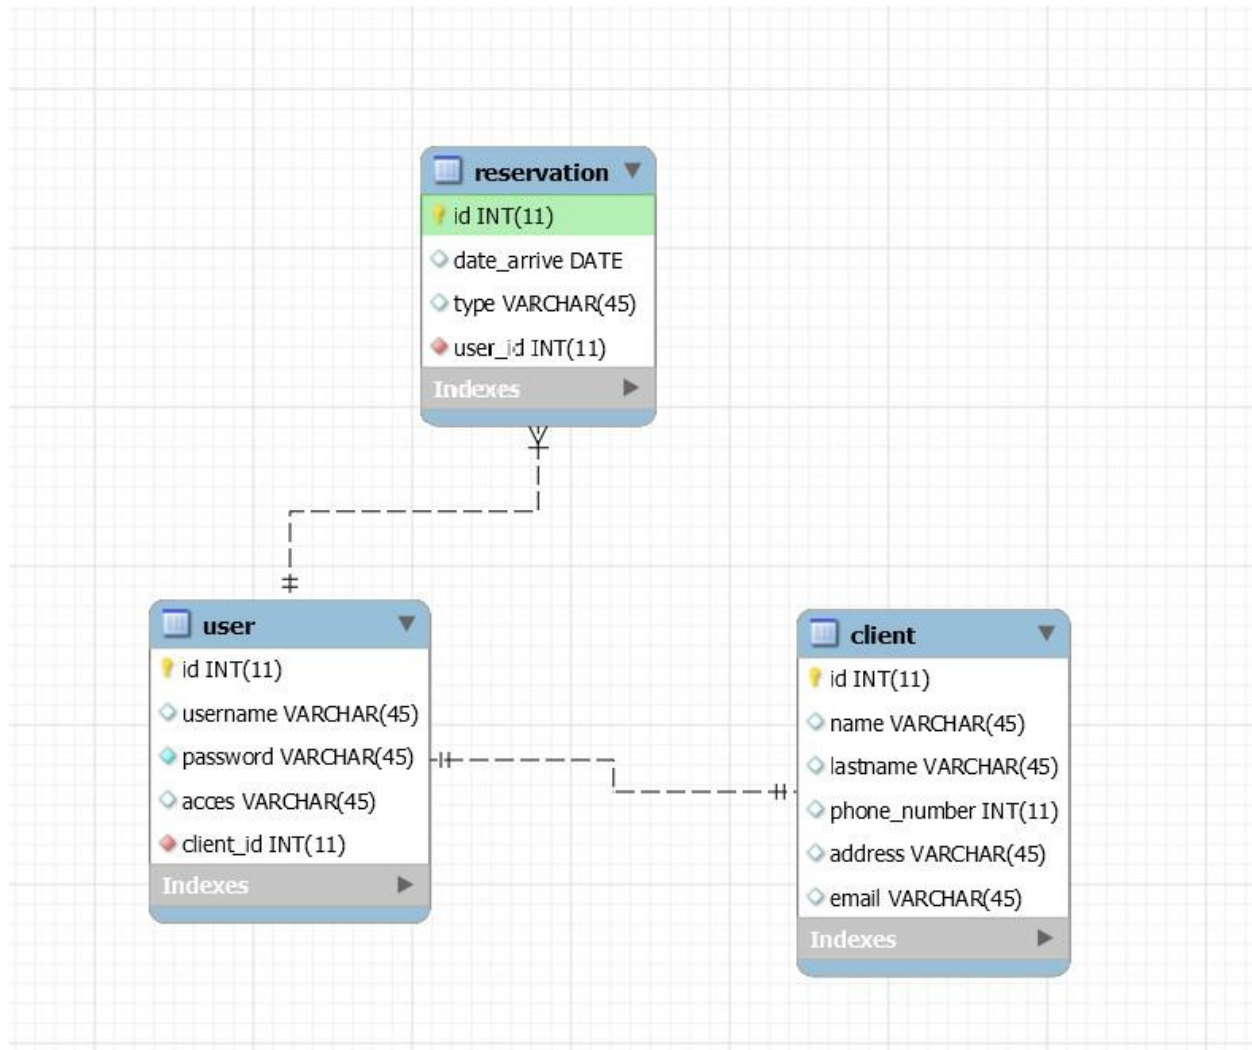 reservation
id INT(11)
date_arrive DATE
type VARCHAR(45)
user_id INT(11)
Indexes
user
id INT(11)
username VARCHAR(45)
password VARCHAR(45)
acces VARCHAR(45)
client_id INT(11)
Indexes
client
id INT(11)
name VARCHAR(45)
lastname VARCHAR(45)
phone_number INT(11)
address VARCHAR(45)
email VARCHAR(45)
Indexes